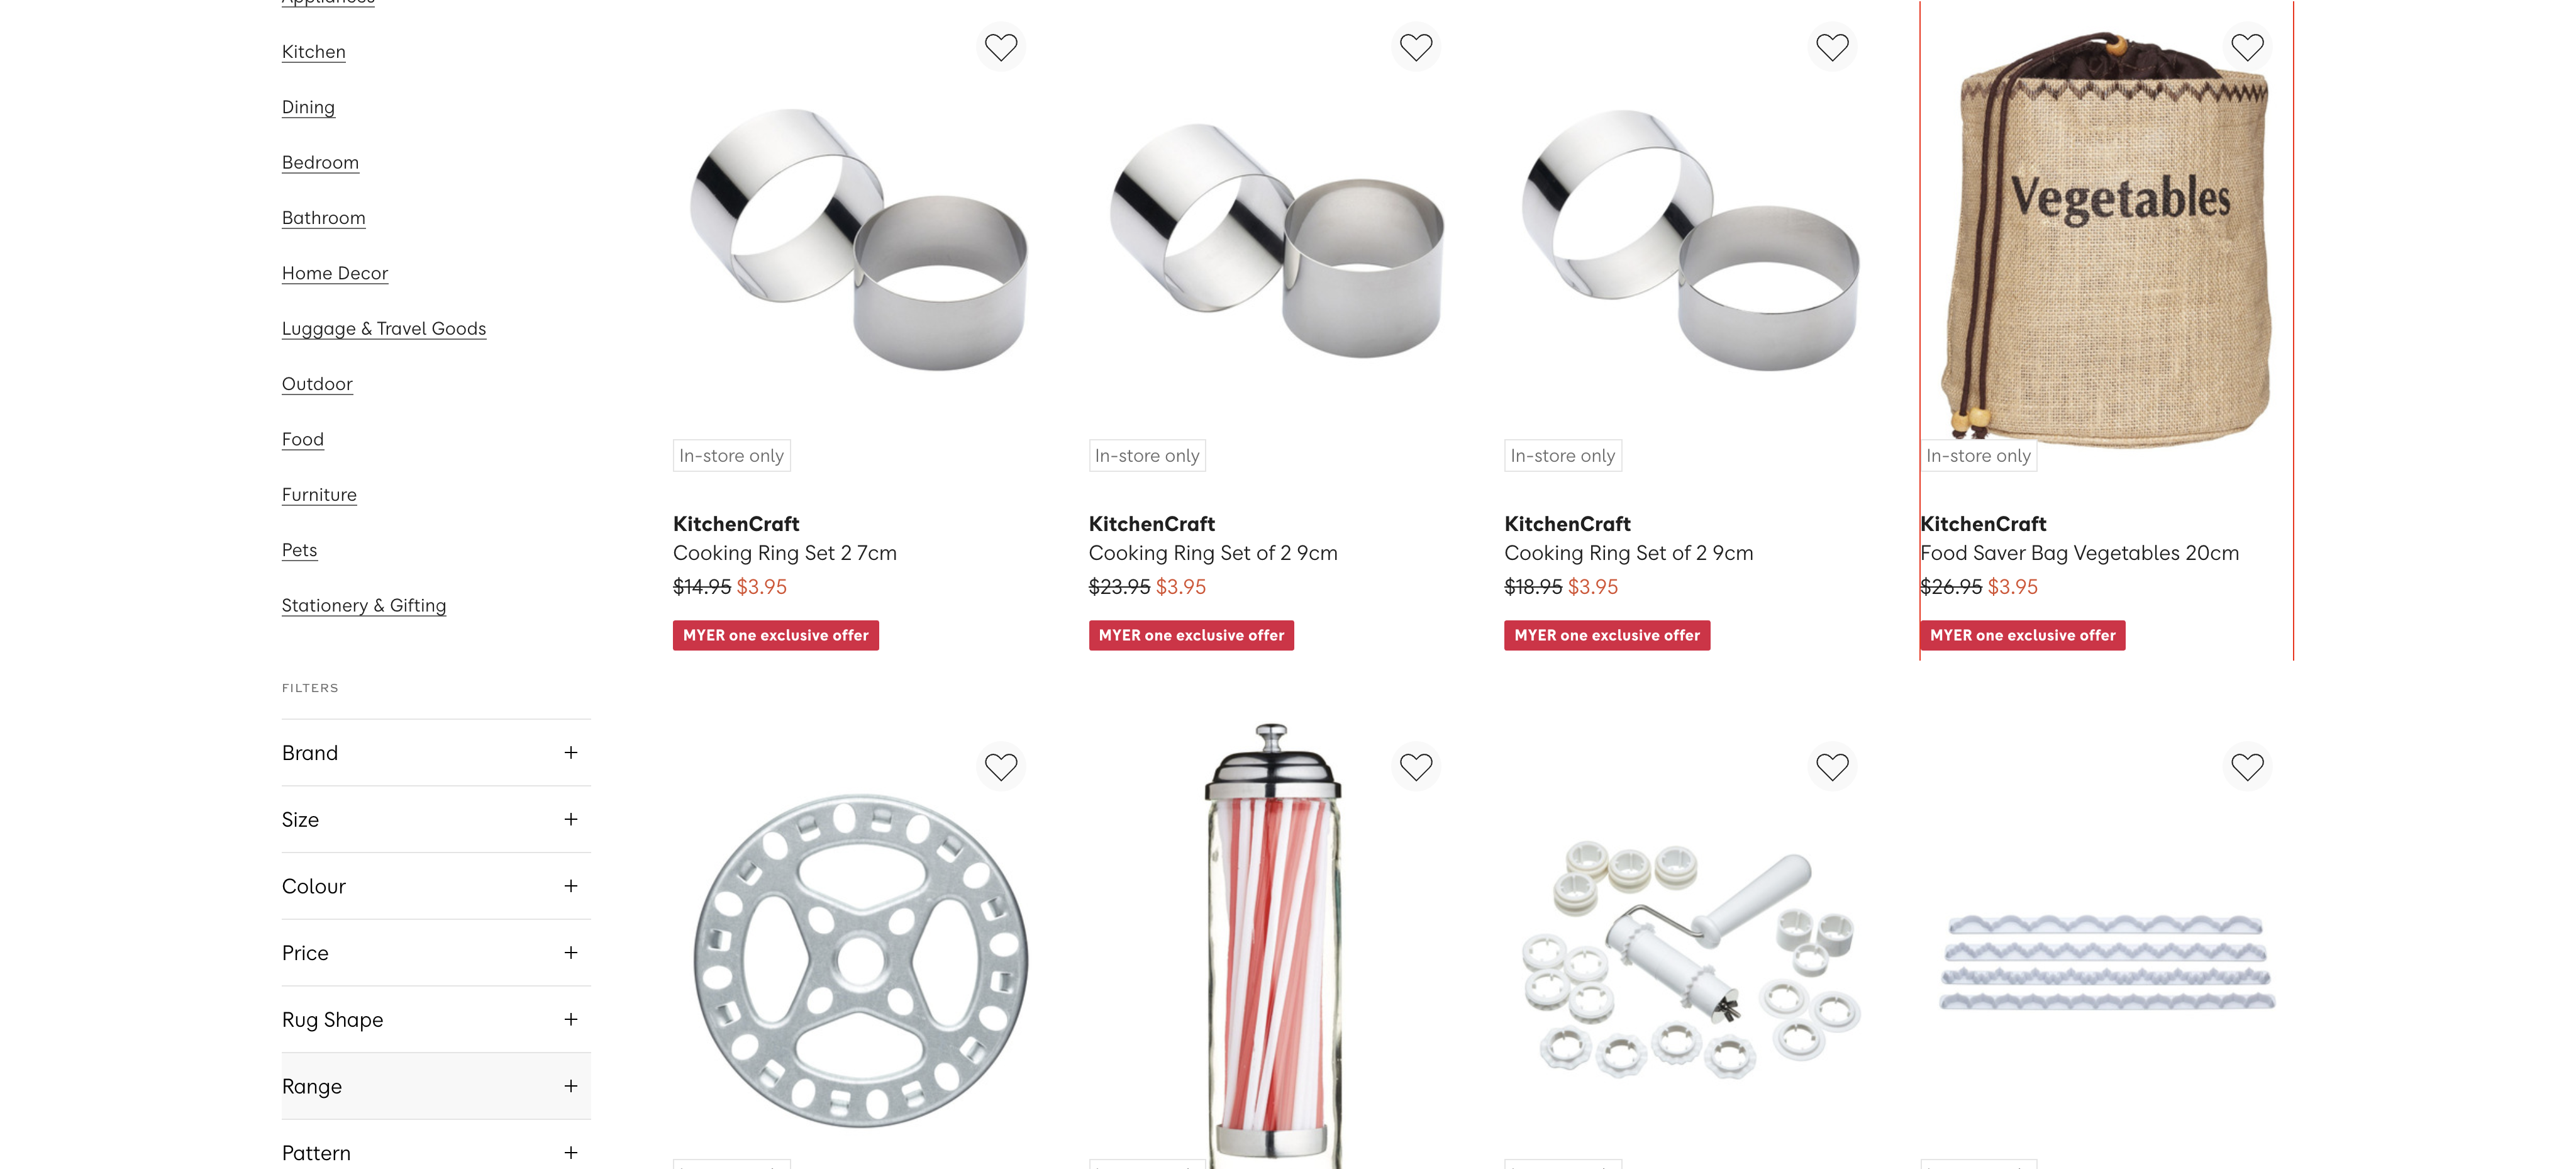 Appliances
Kitchen
Dining
Bedroom
Bathroom
Home Decor
Luggage & Travel Goods
Outdoor
Food
Furniture
Pets
Stationery & Gifting
FILTERS
Brand +
Size +
Colour +
Price +
Rug Shape +
Range +
Pattern +
In-store only
KitchenCraft
Cooking Ring Set 2 7cm
$14.95 $3.95
MYER one exclusive offer
In-store only
KitchenCraft
Cooking Ring Set of 2 9cm
$23.95 $3.95
MYER one exclusive offer
In-store only
KitchenCraft
Cooking Ring Set of 2 9cm
$18.95 $3.95
MYER one exclusive offer
Vegetables
In-store only
KitchenCraft
Food Saver Bag Vegetables 20cm
$26.95 $3.95
MYER one exclusive offer